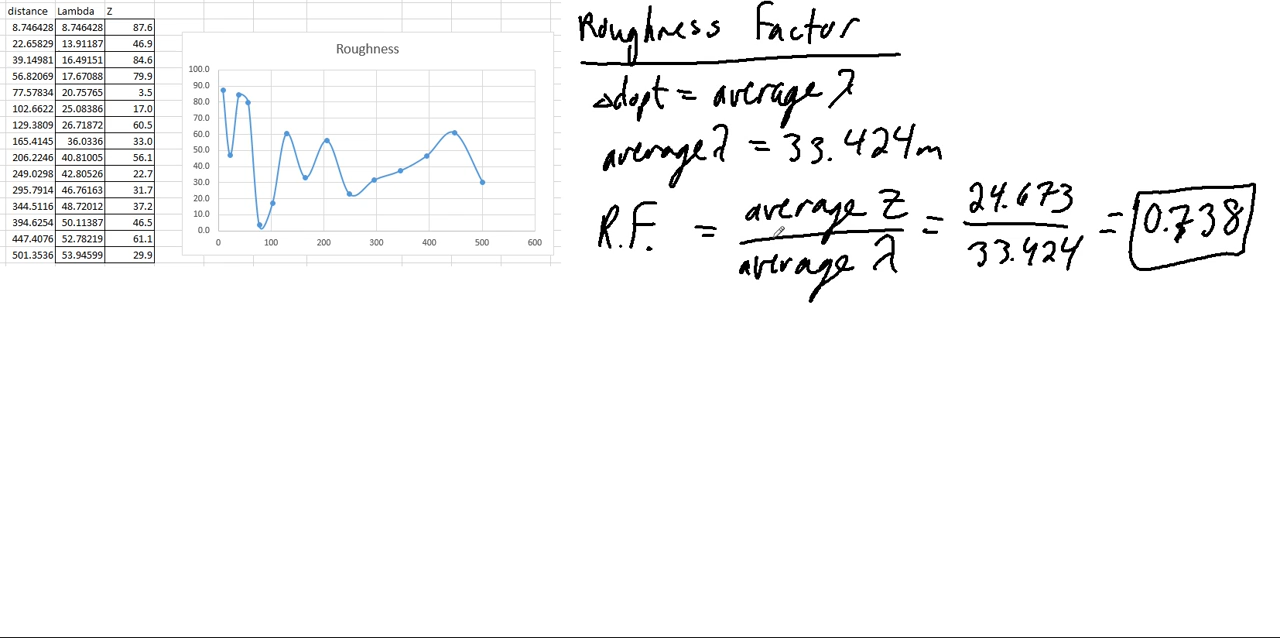 distance Lambda Z
8.746428 8.746428 87.6
22.65829 13.91187 46.9
39.14981 16.49151 84.6
56.82069 17.67088 79.9
77.57834 20.75765 3.5
102.6622 25.08386 17.0
129.3809 26.71872 60.5
165.4145 36.0336 33.0
206.2246 40.81005 56.1
249.0298 42.80526 22.7
295.7914 46.76163 31.7
344.5116 48.72012 37.2
394.6254 50.11387 46.5
447.4076 52.78219 61.1
501.3536 53.94599 29.9
Roughness
100.0
90.0
80.0
70.0
60.0
50.0
40.0
30.0
20.0
10.0
0.0
0 100 200 300 400 500 600
Roughness Factor
Adopt = average λ
average λ = 33.424m
R.F. = average Z / average λ = 24.673 / 33.424 = 0.738